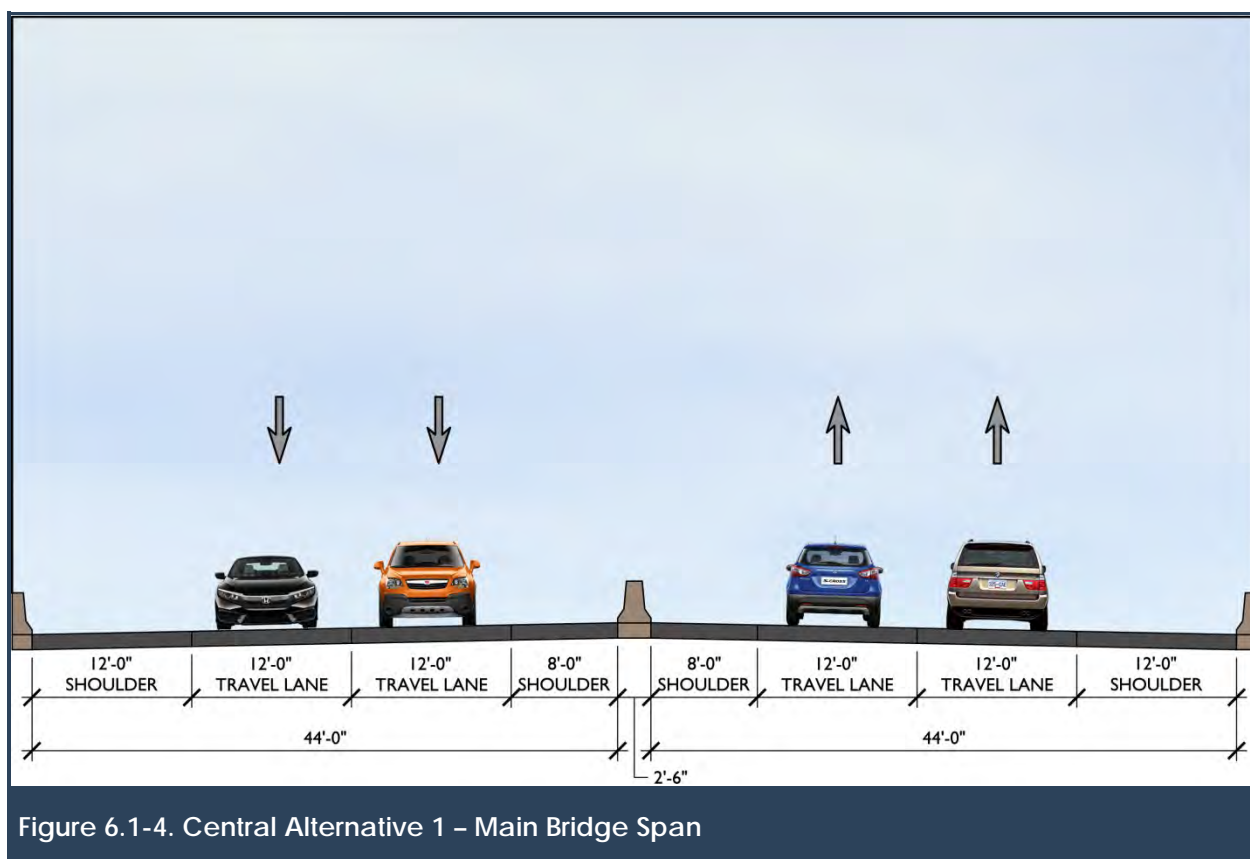 12'-0" 12'-0" 12'-0" 8'-0" 8'-0" 12'-0" 12'-0" 12'-0"
SHOULDER TRAVEL LANE TRAVEL LANE SHOULDER SHOULDER TRAVEL LANE TRAVEL LANE SHOULDER
44'-0" 44'-0"
2'-6"
Figure 6.1-4. Central Alternative 1 – Main Bridge Span